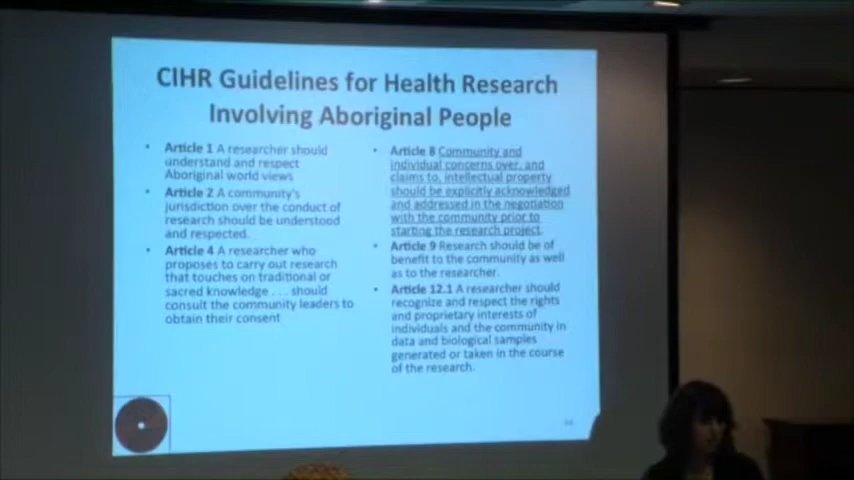 CIHR Guidelines for Health Research
Involving Aboriginal People
• Article 1 A researcher should
understand and respect
Aboriginal world views
• Article 2 A community's
jurisdiction over the conduct of
research should be understood
and respected.
• Article 4 A researcher who
proposes to carry out research
that touches on traditional or
sacred knowledge . . . should
consult the community leaders to
obtain their consent
• Article 8 Community and
individual concerns over, and
claims to, intellectual property
should be explicitly acknowledged
and addressed in the negotiation
with the community prior to
starting the research project.
• Article 9 Research should be of
benefit to the community as well
as to the researcher.
• Article 12.1 A researcher should
recognize and respect the rights
and proprietary interests of
individuals and the community in
data and biological samples
generated or taken in the course
of the research.